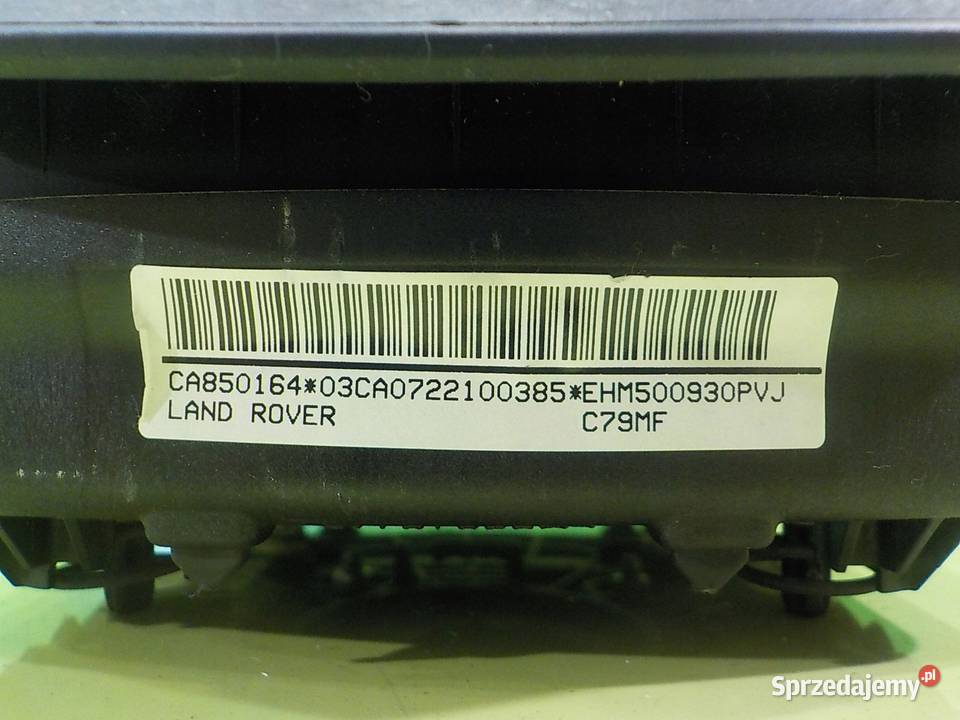 CA850164*03CA0722100385*EHM500930PVJ
LAND ROVER C79MF
Sprzedajemy.pl